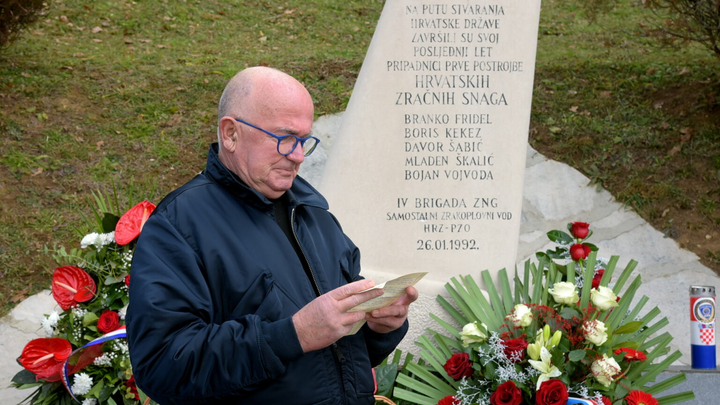 NA PUTU STVARANJA
HRVATSKE DRŽAVE
ZAVRŠILI SU SVOJ
POSLJEDNJI LET
PRIPADNICI PRVE POSTROJBE
HRVATSKIH
ZRAČNIH SNAGA
BRANKO FRIDEL
BORIS KEKEZ
DAVOR ŠABIĆ
MLADEN ŠKALIĆ
BOJAN VOJVODA
IV BRIGADA ZNG
SAMOSTALNI ZRAKOPLOVNI VOD
HRZ-PZO
26.01.1992.